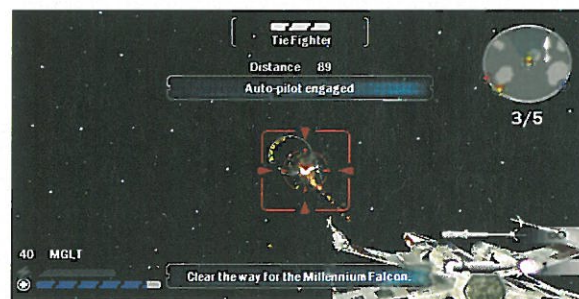 Tie Fighter
Distance 89
Auto-pilot engaged
3/5
40 MGLT
Clear the way for the Millennium Falcon.